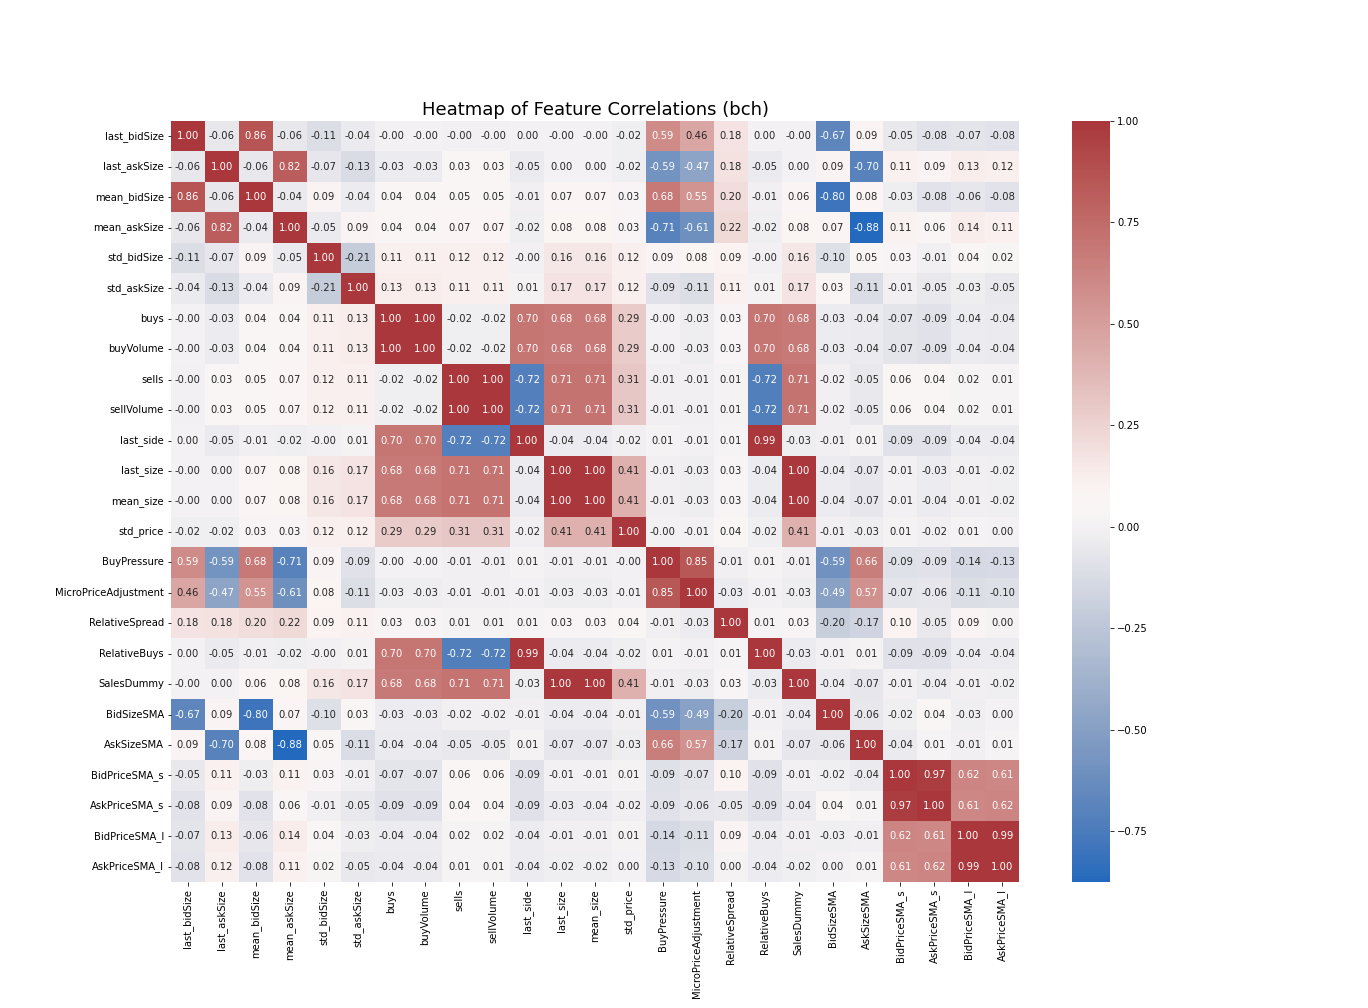 Heatmap of Feature Correlations (bch)
last_bidSize 1.00 -0.06 0.86 -0.06 -0.11 -0.04 -0.00 -0.00 -0.00 -0.00 0.00 -0.00 -0.00 -0.02 0.59 0.46 0.18 0.00 -0.00 -0.67 0.09 -0.05 -0.08 -0.07 -0.08
last_askSize -0.06 1.00 -0.06 0.82 -0.07 -0.13 -0.03 -0.03 0.03 0.03 -0.05 0.00 0.00 -0.02 -0.59 -0.47 0.18 -0.05 0.00 0.09 -0.70 0.11 0.09 0.13 0.12
mean_bidSize 0.86 -0.06 1.00 -0.04 0.09 -0.04 0.04 0.04 0.05 0.05 -0.01 0.07 0.07 0.03 0.68 0.55 0.20 -0.01 0.06 -0.80 0.08 -0.03 -0.08 -0.06 -0.08
mean_askSize -0.06 0.82 -0.04 1.00 -0.05 0.09 0.04 0.04 0.07 0.07 -0.02 0.08 0.08 0.03 -0.71 -0.61 0.22 -0.02 0.08 0.07 -0.88 0.11 0.06 0.14 0.11
std_bidSize -0.11 -0.07 0.09 -0.05 1.00 -0.21 0.11 0.11 0.12 0.12 -0.00 0.16 0.16 0.12 0.09 0.08 0.09 -0.00 0.16 -0.10 0.05 0.03 -0.01 0.04 0.02
std_askSize -0.04 -0.13 -0.04 0.09 -0.21 1.00 0.13 0.13 0.11 0.11 0.01 0.17 0.17 0.12 -0.09 -0.11 0.11 0.01 0.17 0.03 -0.11 -0.01 -0.05 -0.03 -0.05
buys -0.00 -0.03 0.04 0.04 0.11 0.13 1.00 1.00 -0.02 -0.02 0.70 0.68 0.68 0.29 -0.00 -0.03 0.03 0.70 0.68 -0.03 -0.04 -0.07 -0.09 -0.04 -0.04
buyVolume -0.00 -0.03 0.04 0.04 0.11 0.13 1.00 1.00 -0.02 -0.02 0.70 0.68 0.68 0.29 -0.00 -0.03 0.03 0.70 0.68 -0.03 -0.04 -0.07 -0.09 -0.04 -0.04
sells -0.00 0.03 0.05 0.07 0.12 0.11 -0.02 -0.02 1.00 1.00 -0.72 0.71 0.71 0.31 -0.01 -0.01 0.01 -0.72 0.71 -0.02 -0.05 0.06 0.04 0.02 0.01
sellVolume -0.00 0.03 0.05 0.07 0.12 0.11 -0.02 -0.02 1.00 1.00 -0.72 0.71 0.71 0.31 -0.01 -0.01 0.01 -0.72 0.71 -0.02 -0.05 0.06 0.04 0.02 0.01
last_side 0.00 -0.05 -0.01 -0.02 -0.00 0.01 0.70 0.70 -0.72 -0.72 1.00 -0.04 -0.04 -0.02 0.01 -0.01 0.01 0.99 -0.03 -0.01 0.01 -0.09 -0.09 -0.04 -0.04
last_size -0.00 0.00 0.07 0.08 0.16 0.17 0.68 0.68 0.71 0.71 -0.04 1.00 1.00 0.41 -0.01 -0.03 0.03 -0.04 1.00 -0.04 -0.07 -0.01 -0.03 -0.01 -0.02
mean_size -0.00 0.00 0.07 0.08 0.16 0.17 0.68 0.68 0.71 0.71 -0.04 1.00 1.00 0.41 -0.01 -0.03 0.03 -0.04 1.00 -0.04 -0.07 -0.01 -0.04 -0.01 -0.02
std_price -0.02 -0.02 0.03 0.03 0.12 0.12 0.29 0.29 0.31 0.31 -0.02 0.41 0.41 1.00 -0.00 -0.01 0.04 -0.02 0.41 -0.01 -0.03 0.01 -0.02 0.01 0.00
BuyPressure 0.59 -0.59 0.68 -0.71 0.09 -0.09 -0.00 -0.00 -0.01 -0.01 0.01 -0.01 -0.01 -0.00 1.00 0.85 -0.01 0.01 -0.01 -0.59 0.66 -0.09 -0.09 -0.14 -0.13
MicroPriceAdjustment 0.46 -0.47 0.55 -0.61 0.08 -0.11 -0.03 -0.03 -0.01 -0.01 -0.01 -0.03 -0.03 -0.01 0.85 1.00 -0.03 -0.01 -0.03 -0.49 0.57 -0.07 -0.06 -0.11 -0.10
RelativeSpread 0.18 0.18 0.20 0.22 0.09 0.11 0.03 0.03 0.01 0.01 0.01 0.03 0.03 0.04 -0.01 -0.03 1.00 0.01 0.03 -0.20 -0.17 0.10 -0.05 0.09 0.00
RelativeBuys 0.00 -0.05 -0.01 -0.02 -0.00 0.01 0.70 0.70 -0.72 -0.72 0.99 -0.04 -0.04 -0.02 0.01 -0.01 0.01 1.00 -0.03 -0.01 0.01 -0.09 -0.09 -0.04 -0.04
SalesDummy -0.00 0.00 0.06 0.08 0.16 0.17 0.68 0.68 0.71 0.71 -0.03 1.00 1.00 0.41 -0.01 -0.03 0.03 -0.03 1.00 -0.04 -0.07 -0.01 -0.04 -0.01 -0.02
BidSizeSMA -0.67 0.09 -0.80 0.07 -0.10 0.03 -0.03 -0.03 -0.02 -0.02 -0.01 -0.04 -0.04 -0.01 -0.59 -0.49 -0.20 -0.01 -0.04 1.00 -0.06 -0.02 0.04 -0.03 0.00
AskSizeSMA 0.09 -0.70 0.08 -0.88 0.05 -0.11 -0.04 -0.04 -0.05 -0.05 0.01 -0.07 -0.07 -0.03 0.66 0.57 -0.17 0.01 -0.07 -0.06 1.00 -0.04 0.01 -0.01 0.01
BidPriceSMA_s -0.05 0.11 -0.03 0.11 0.03 -0.01 -0.07 -0.07 0.06 0.06 -0.09 -0.01 -0.01 0.01 -0.09 -0.07 0.10 -0.09 -0.01 -0.02 -0.04 1.00 0.97 0.62 0.61
AskPriceSMA_s -0.08 0.09 -0.08 0.06 -0.01 -0.05 -0.09 -0.09 0.04 0.04 -0.09 -0.03 -0.04 -0.02 -0.09 -0.06 -0.05 -0.09 -0.04 0.04 0.01 0.97 1.00 0.61 0.62
BidPriceSMA_l -0.07 0.13 -0.06 0.14 0.04 -0.03 -0.04 -0.04 0.02 0.02 -0.04 -0.01 -0.01 0.01 -0.14 -0.11 0.09 -0.04 -0.01 -0.03 -0.01 0.62 0.61 1.00 0.99
AskPriceSMA_l -0.08 0.12 -0.08 0.11 0.02 -0.05 -0.04 -0.04 0.01 0.01 -0.04 -0.02 -0.02 0.00 -0.13 -0.10 0.00 -0.04 -0.02 0.00 0.01 0.61 0.62 0.99 1.00
last_bidSize
last_askSize
mean_bidSize
mean_askSize
std_bidSize
std_askSize
buys
buyVolume
sells
sellVolume
last_side
last_size
mean_size
std_price
BuyPressure
MicroPriceAdjustment
RelativeSpread
RelativeBuys
SalesDummy
BidSizeSMA
AskSizeSMA
BidPriceSMA_s
AskPriceSMA_s
BidPriceSMA_l
AskPriceSMA_l
1.00
0.75
0.50
0.25
0.00
−0.25
−0.50
−0.75